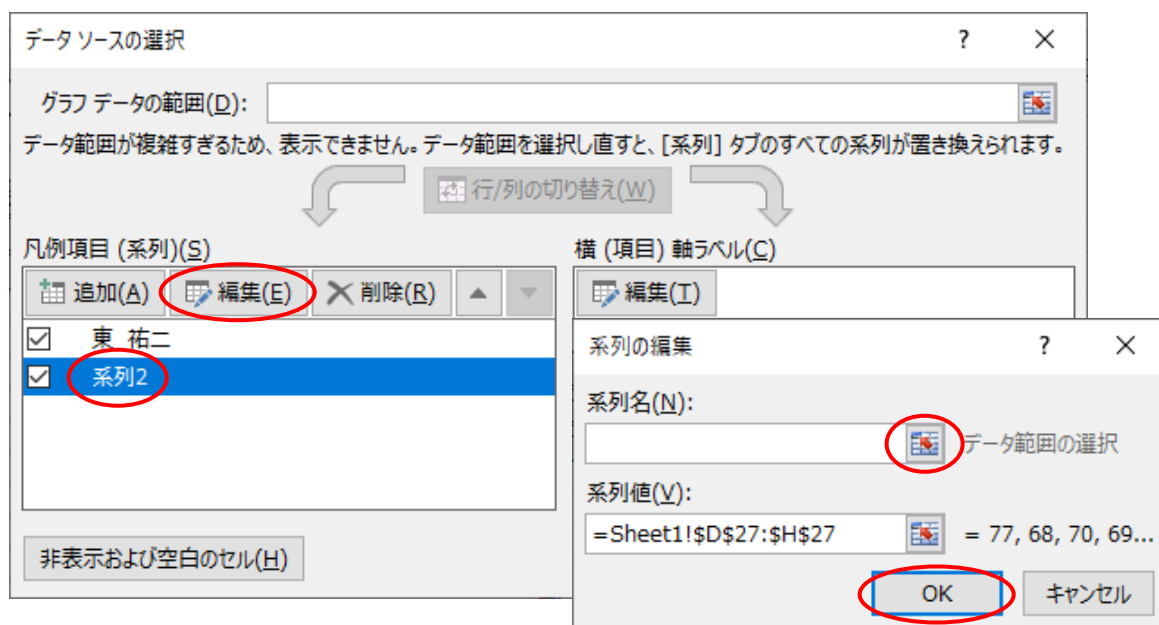 データ ソースの選択 ?
グラフ データの範囲(D):
データ範囲が複雑すぎるため、表示できません。データ範囲を選択し直すと、[系列] タブのすべての系列が置き換えられます。
行/列の切り替え(W)
凡例項目 (系列)(S)
追加(A) 編集(E) 削除(R)
東 祐二
系列2
非表示および空白のセル(H)
横 (項目) 軸ラベル(C)
編集(T)
系列の編集 ?
系列名(N):
データ範囲の選択
系列値(V):
=Sheet1!$D$27:$H$27 = 77, 68, 70, 69...
OK キャンセル